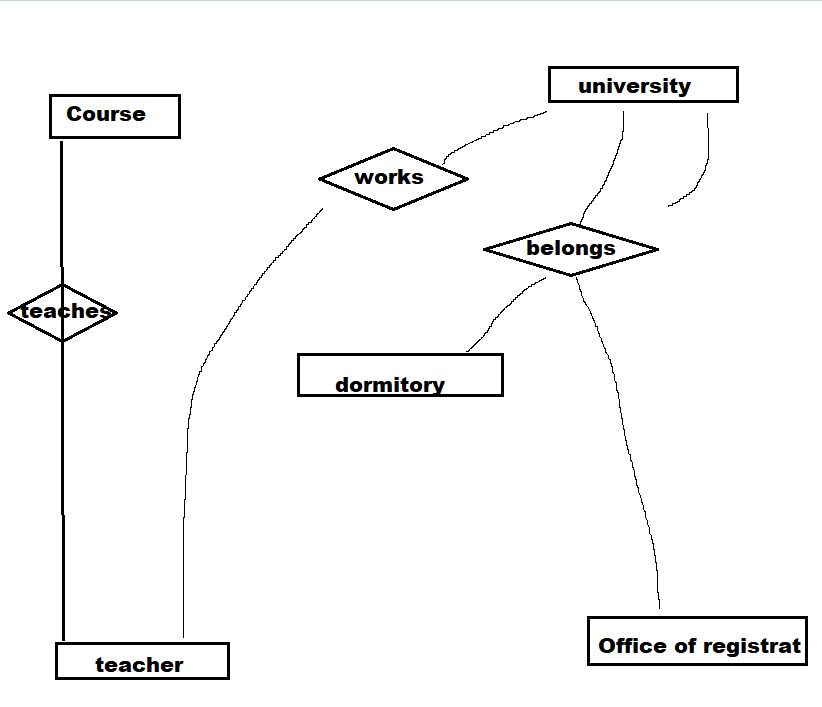 university
Course
works
belongs
teaches
dormitory
Office of registrat
teacher